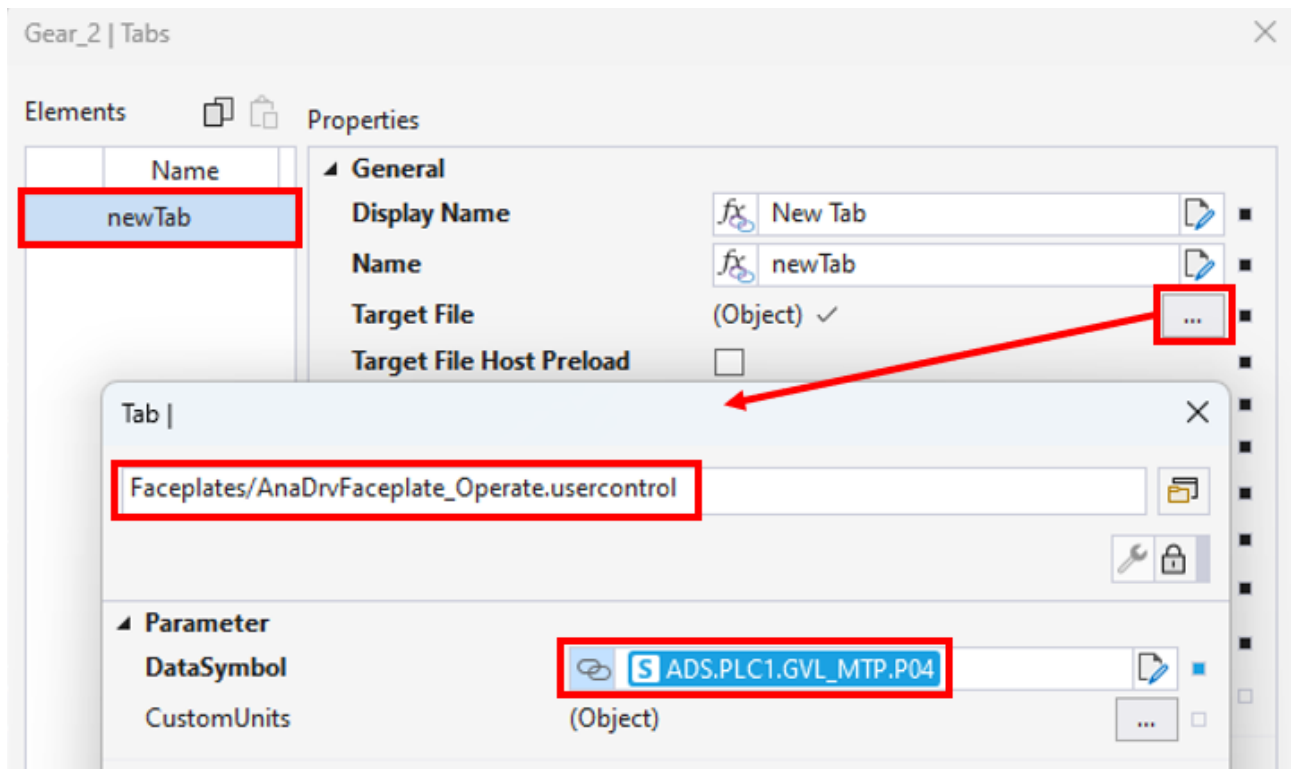 Gear_2 | Tabs
Elements
Properties
Name
newTab
General
Display Name
New Tab
Name
newTab
Target File
(Object)
...
Target File Host Preload
Tab |
Faceplates/AnaDrvFaceplate_Operate.usercontrol
Parameter
DataSymbol
S ADS.PLC1.GVL_MTP.P04
CustomUnits
(Object)
...